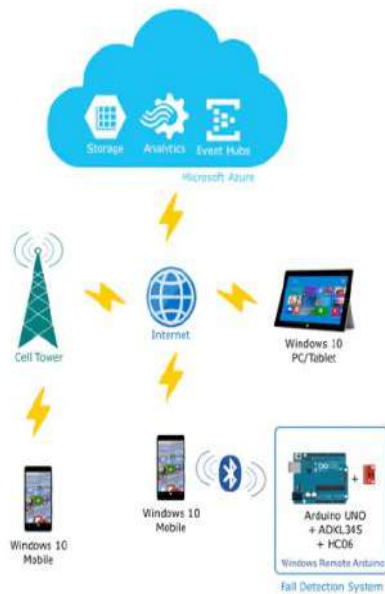 Storage
Analytics
Event Hubs
Microsoft Azure
Cell Tower
Internet
Windows 10
PC/Tablet
Windows 10
Mobile
Windows 10
Mobile
Arduino UNO
+ ADXL345
+ HC06
Windows Remote Arduino
Fall Detection System